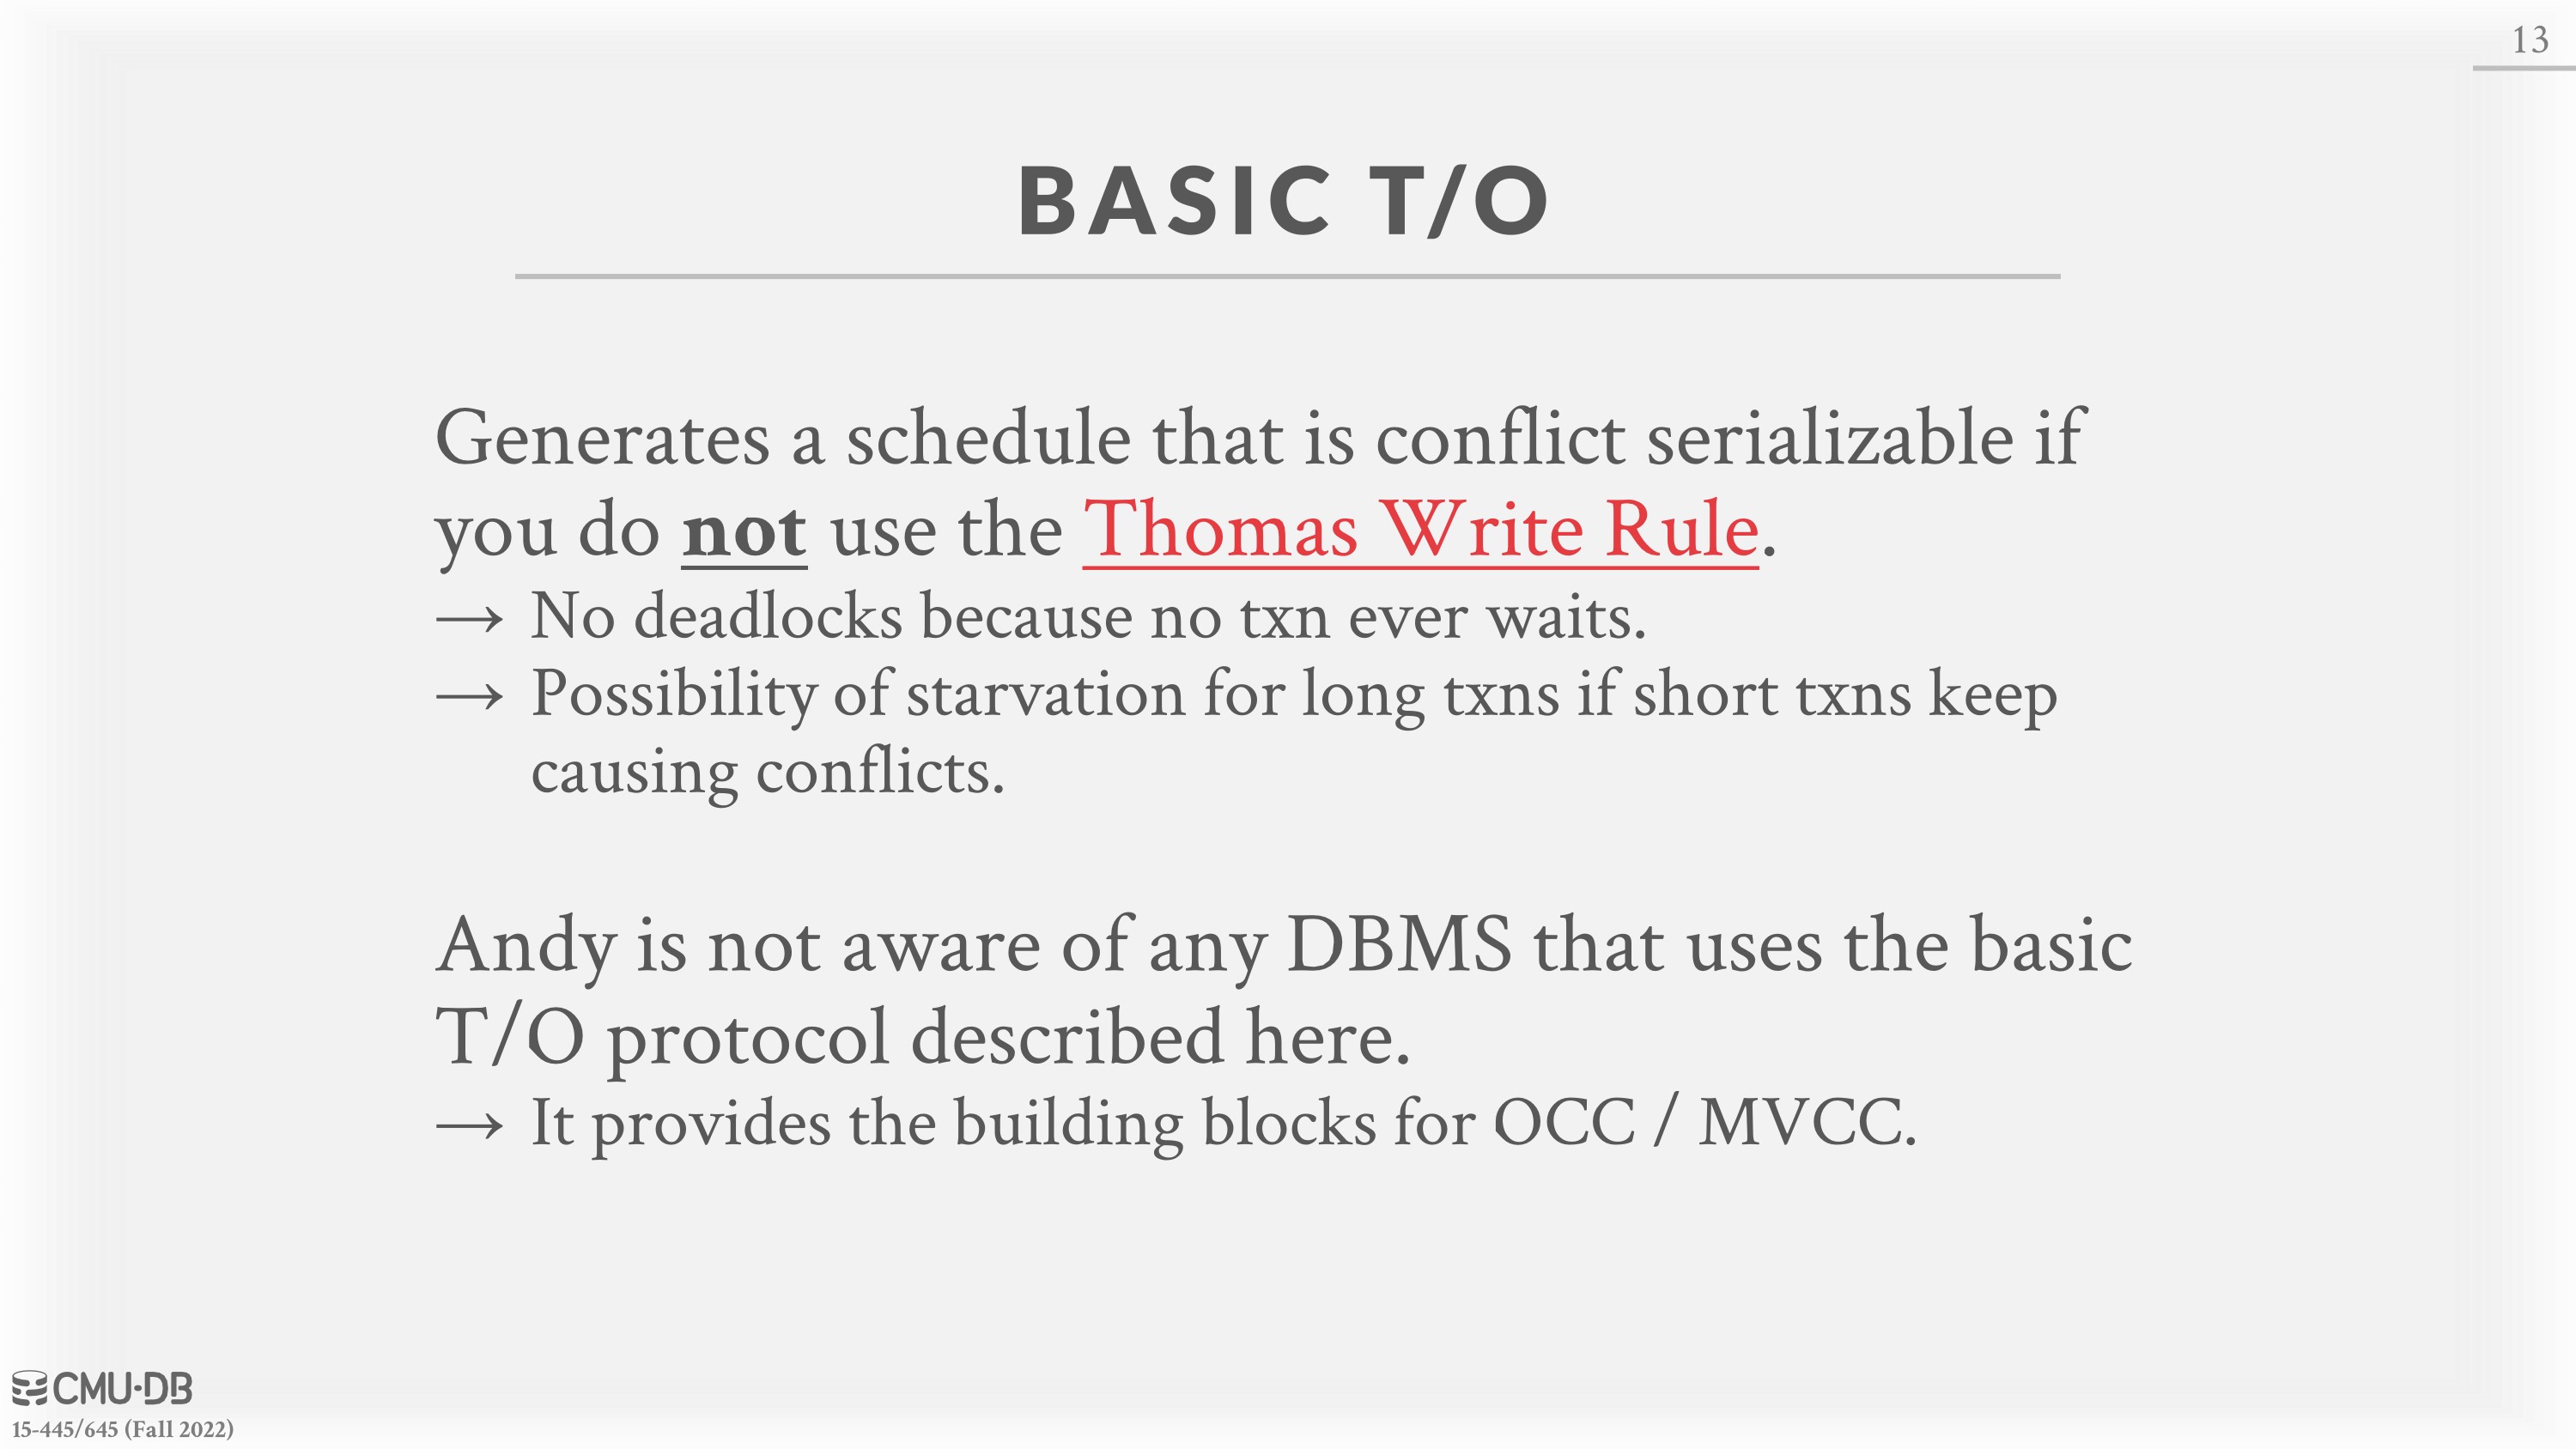 13
BASIC T/O
Generates a schedule that is conflict serializable if
you do not use the Thomas Write Rule.
→ No deadlocks because no txn ever waits.
→ Possibility of starvation for long txns if short txns keep
causing conflicts.
Andy is not aware of any DBMS that uses the basic
T/O protocol described here.
→ It provides the building blocks for OCC / MVCC.
CMU·DB
15-445/645 (Fall 2022)